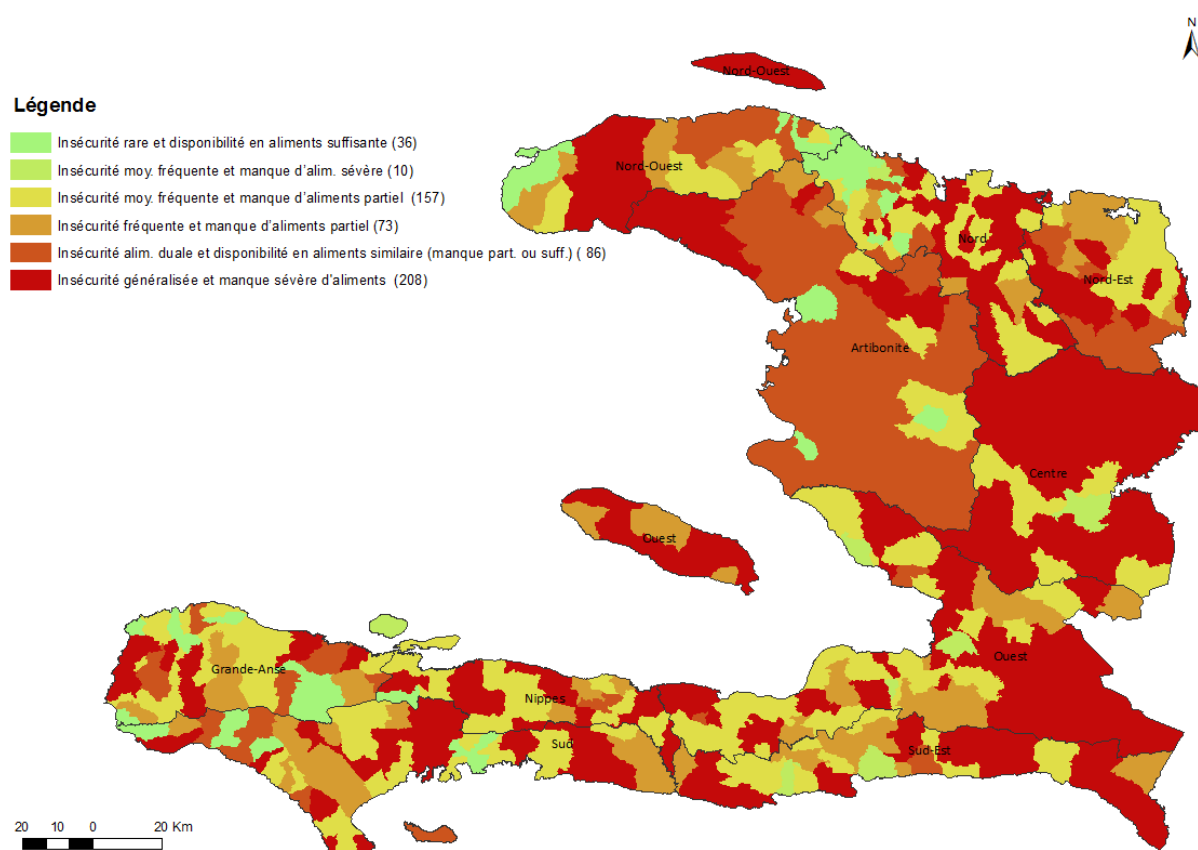 N
Nord-Ouest
Légende
Insécurité rare et disponibilité en aliments suffisante (36)
Insécurité moy. fréquente et manque d'alim. sévère (10)
Insécurité moy. fréquente et manque d'aliments partiel (157)
Insécurité fréquente et manque d'aliments partiel (73)
Insécurité alim. duale et disponibilité en aliments similaire (manque part. ou suff.) ( 86)
Insécurité généralisée et manque sévère d'aliments (208)
Nord-Ouest
Nord
Nord-Est
Artibonite
Centre
Ouest
Ouest
Grande-Anse
Nippes
Sud
Sud-Est
20 10 0 20 Km